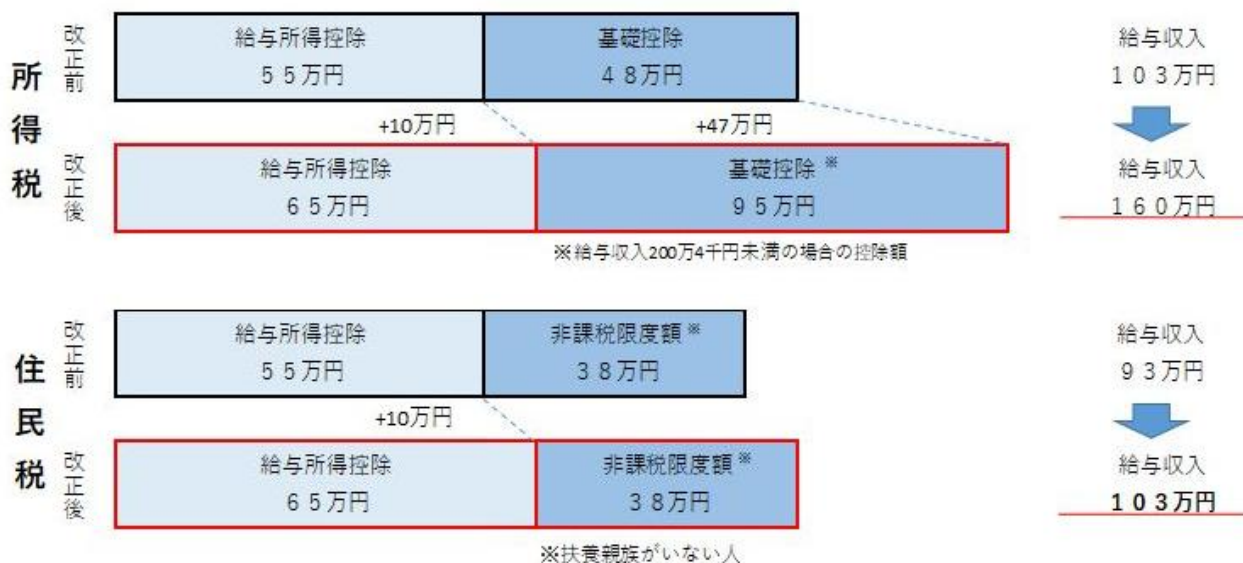 所得税
改正前
給与所得控除
５５万円
基礎控除
４８万円
給与収入
１０３万円
+10万円
+47万円
改正後
給与所得控除
６５万円
基礎控除 ※
９５万円
給与収入
１６０万円
※給与収入200万4千円未満の場合の控除額
住民税
改正前
給与所得控除
５５万円
非課税限度額 ※
３８万円
給与収入
９３万円
+10万円
改正後
給与所得控除
６５万円
非課税限度額 ※
３８万円
給与収入
１０３万円
※扶養親族がいない人